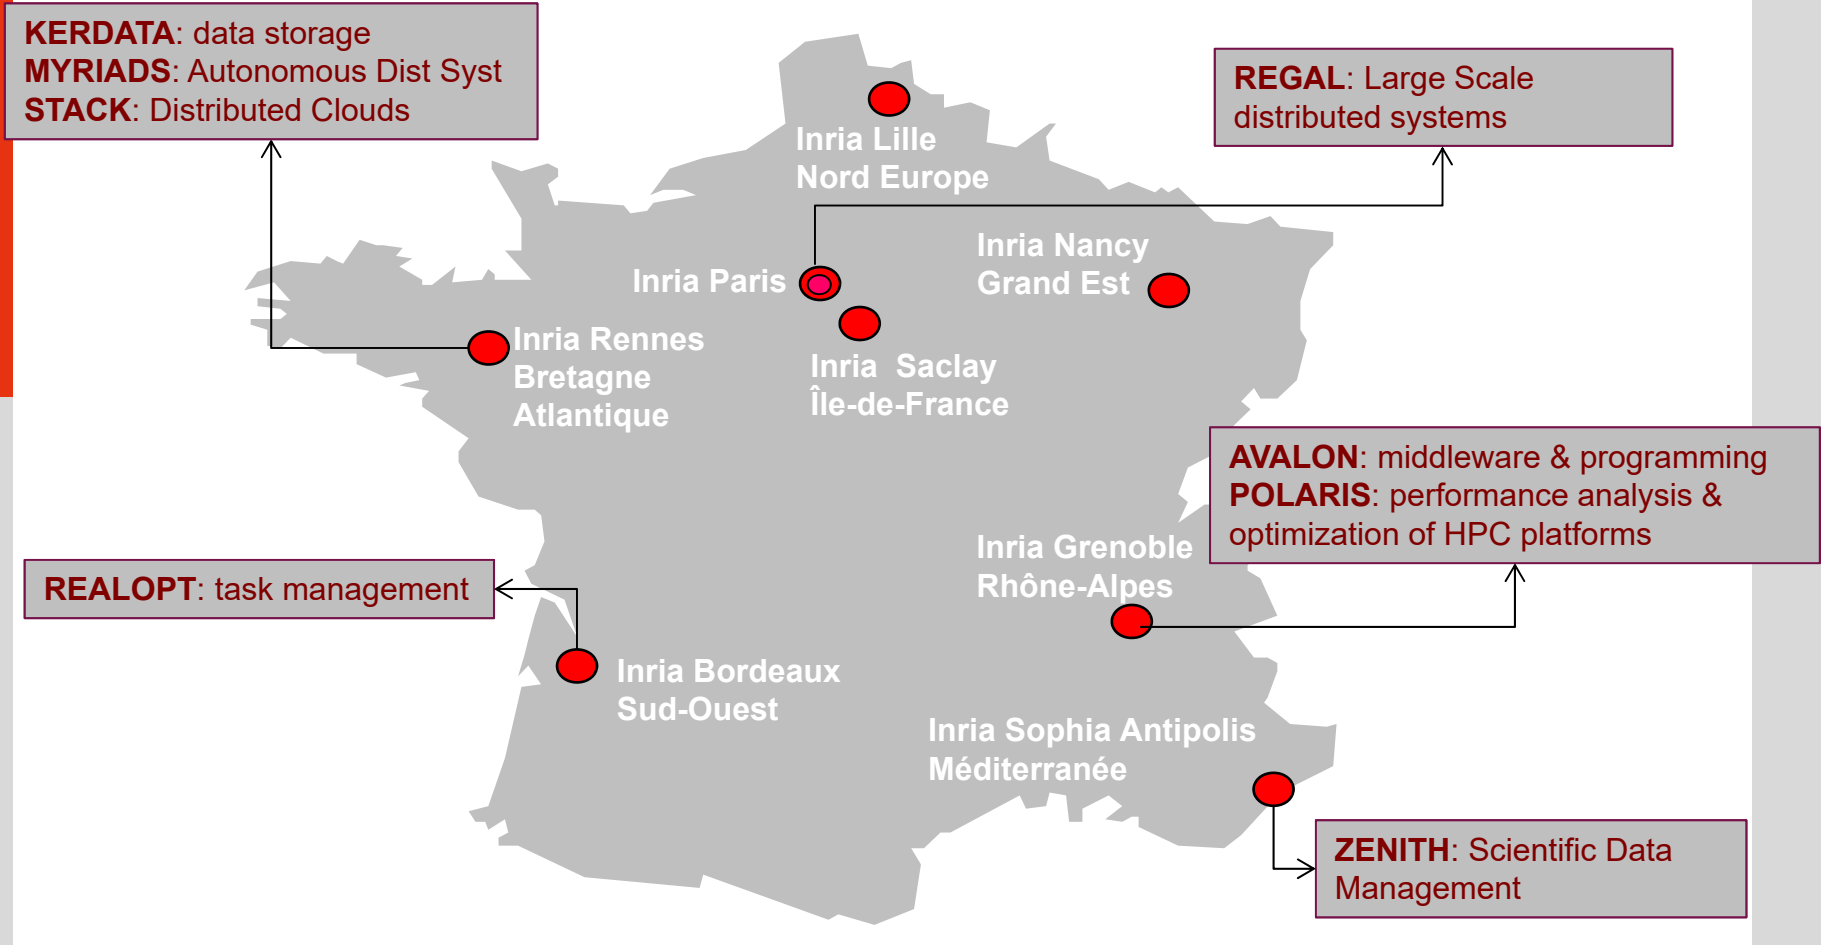 KERDATA: data storage
MYRIADS: Autonomous Dist Syst
STACK: Distributed Clouds
REGAL: Large Scale
distributed systems
Inria Lille
Nord Europe
Inria Nancy
Grand Est
Inria Paris
Inria Rennes
Bretagne
Atlantique
Inria  Saclay
Île-de-France
AVALON: middleware & programming
POLARIS: performance analysis &
optimization of HPC platforms
Inria Grenoble
Rhône-Alpes
REALOPT: task management
Inria Bordeaux
Sud-Ouest
Inria Sophia Antipolis
Méditerranée
ZENITH: Scientific Data
Management